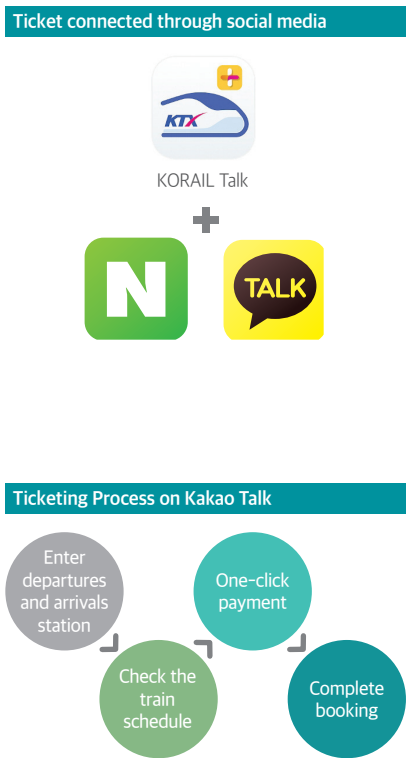 Ticket connected through social media
KTX
KORAIL Talk
N
TALK
Ticketing Process on Kakao Talk
Enter
departures
and arrivals
station
Check the
train
schedule
One-click
payment
Complete
booking